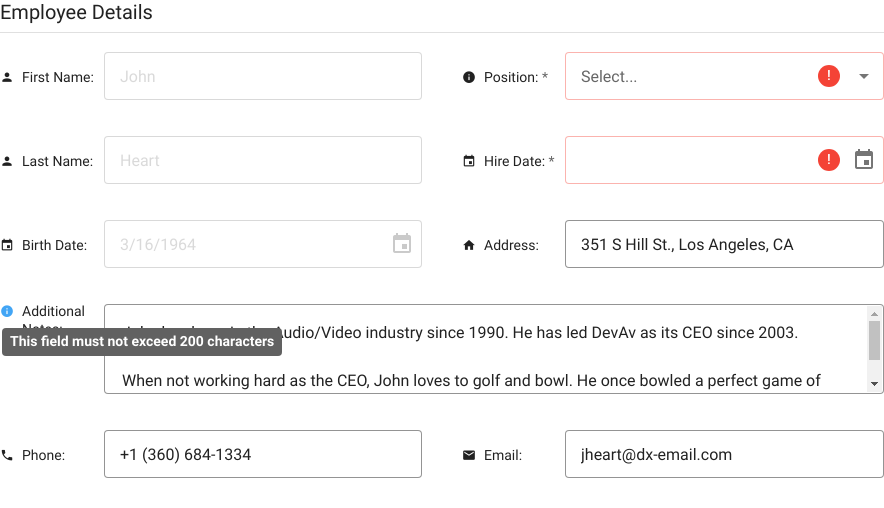 Employee Details
First Name: John
Position: * Select...
Last Name: Heart
Hire Date: *
Birth Date: 3/16/1964
Address: 351 S Hill St., Los Angeles, CA
Additional
This field must not exceed 200 characters
Audio/Video industry since 1990. He has led DevAv as its CEO since 2003.
When not working hard as the CEO, John loves to golf and bowl. He once bowled a perfect game of
Phone: +1 (360) 684-1334
Email: jheart@dx-email.com